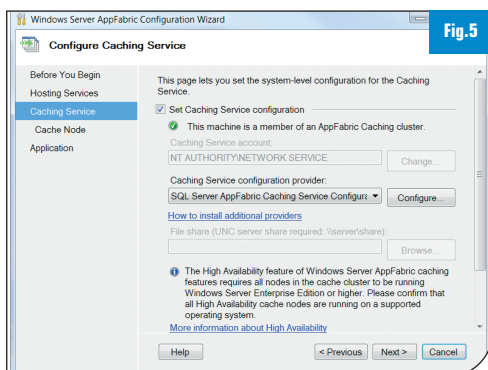 Windows Server AppFabric Configuration Wizard
Fig.5
Configure Caching Service
Before You Begin
Hosting Services
Caching Service
Cache Node
Application
This page lets you set the system-level configuration for the Caching
Service.
Set Caching Service configuration
This machine is a member of an AppFabric Caching cluster.
Caching Service account:
NT AUTHORITY\NETWORK SERVICE
Change...
Caching Service configuration provider:
SQL Server AppFabric Caching Service Configura
Configure...
How to install additional providers
File share (UNC server share required: \\server\share):
Browse...
The High Availability feature of Windows Server AppFabric caching
features requires all nodes in the cache cluster to be running
Windows Server Enterprise Edition or higher. Please confirm that
all High Availability cache nodes are running on a supported
operating system.
More information about High Availability
Help
< Previous
Next >
Cancel